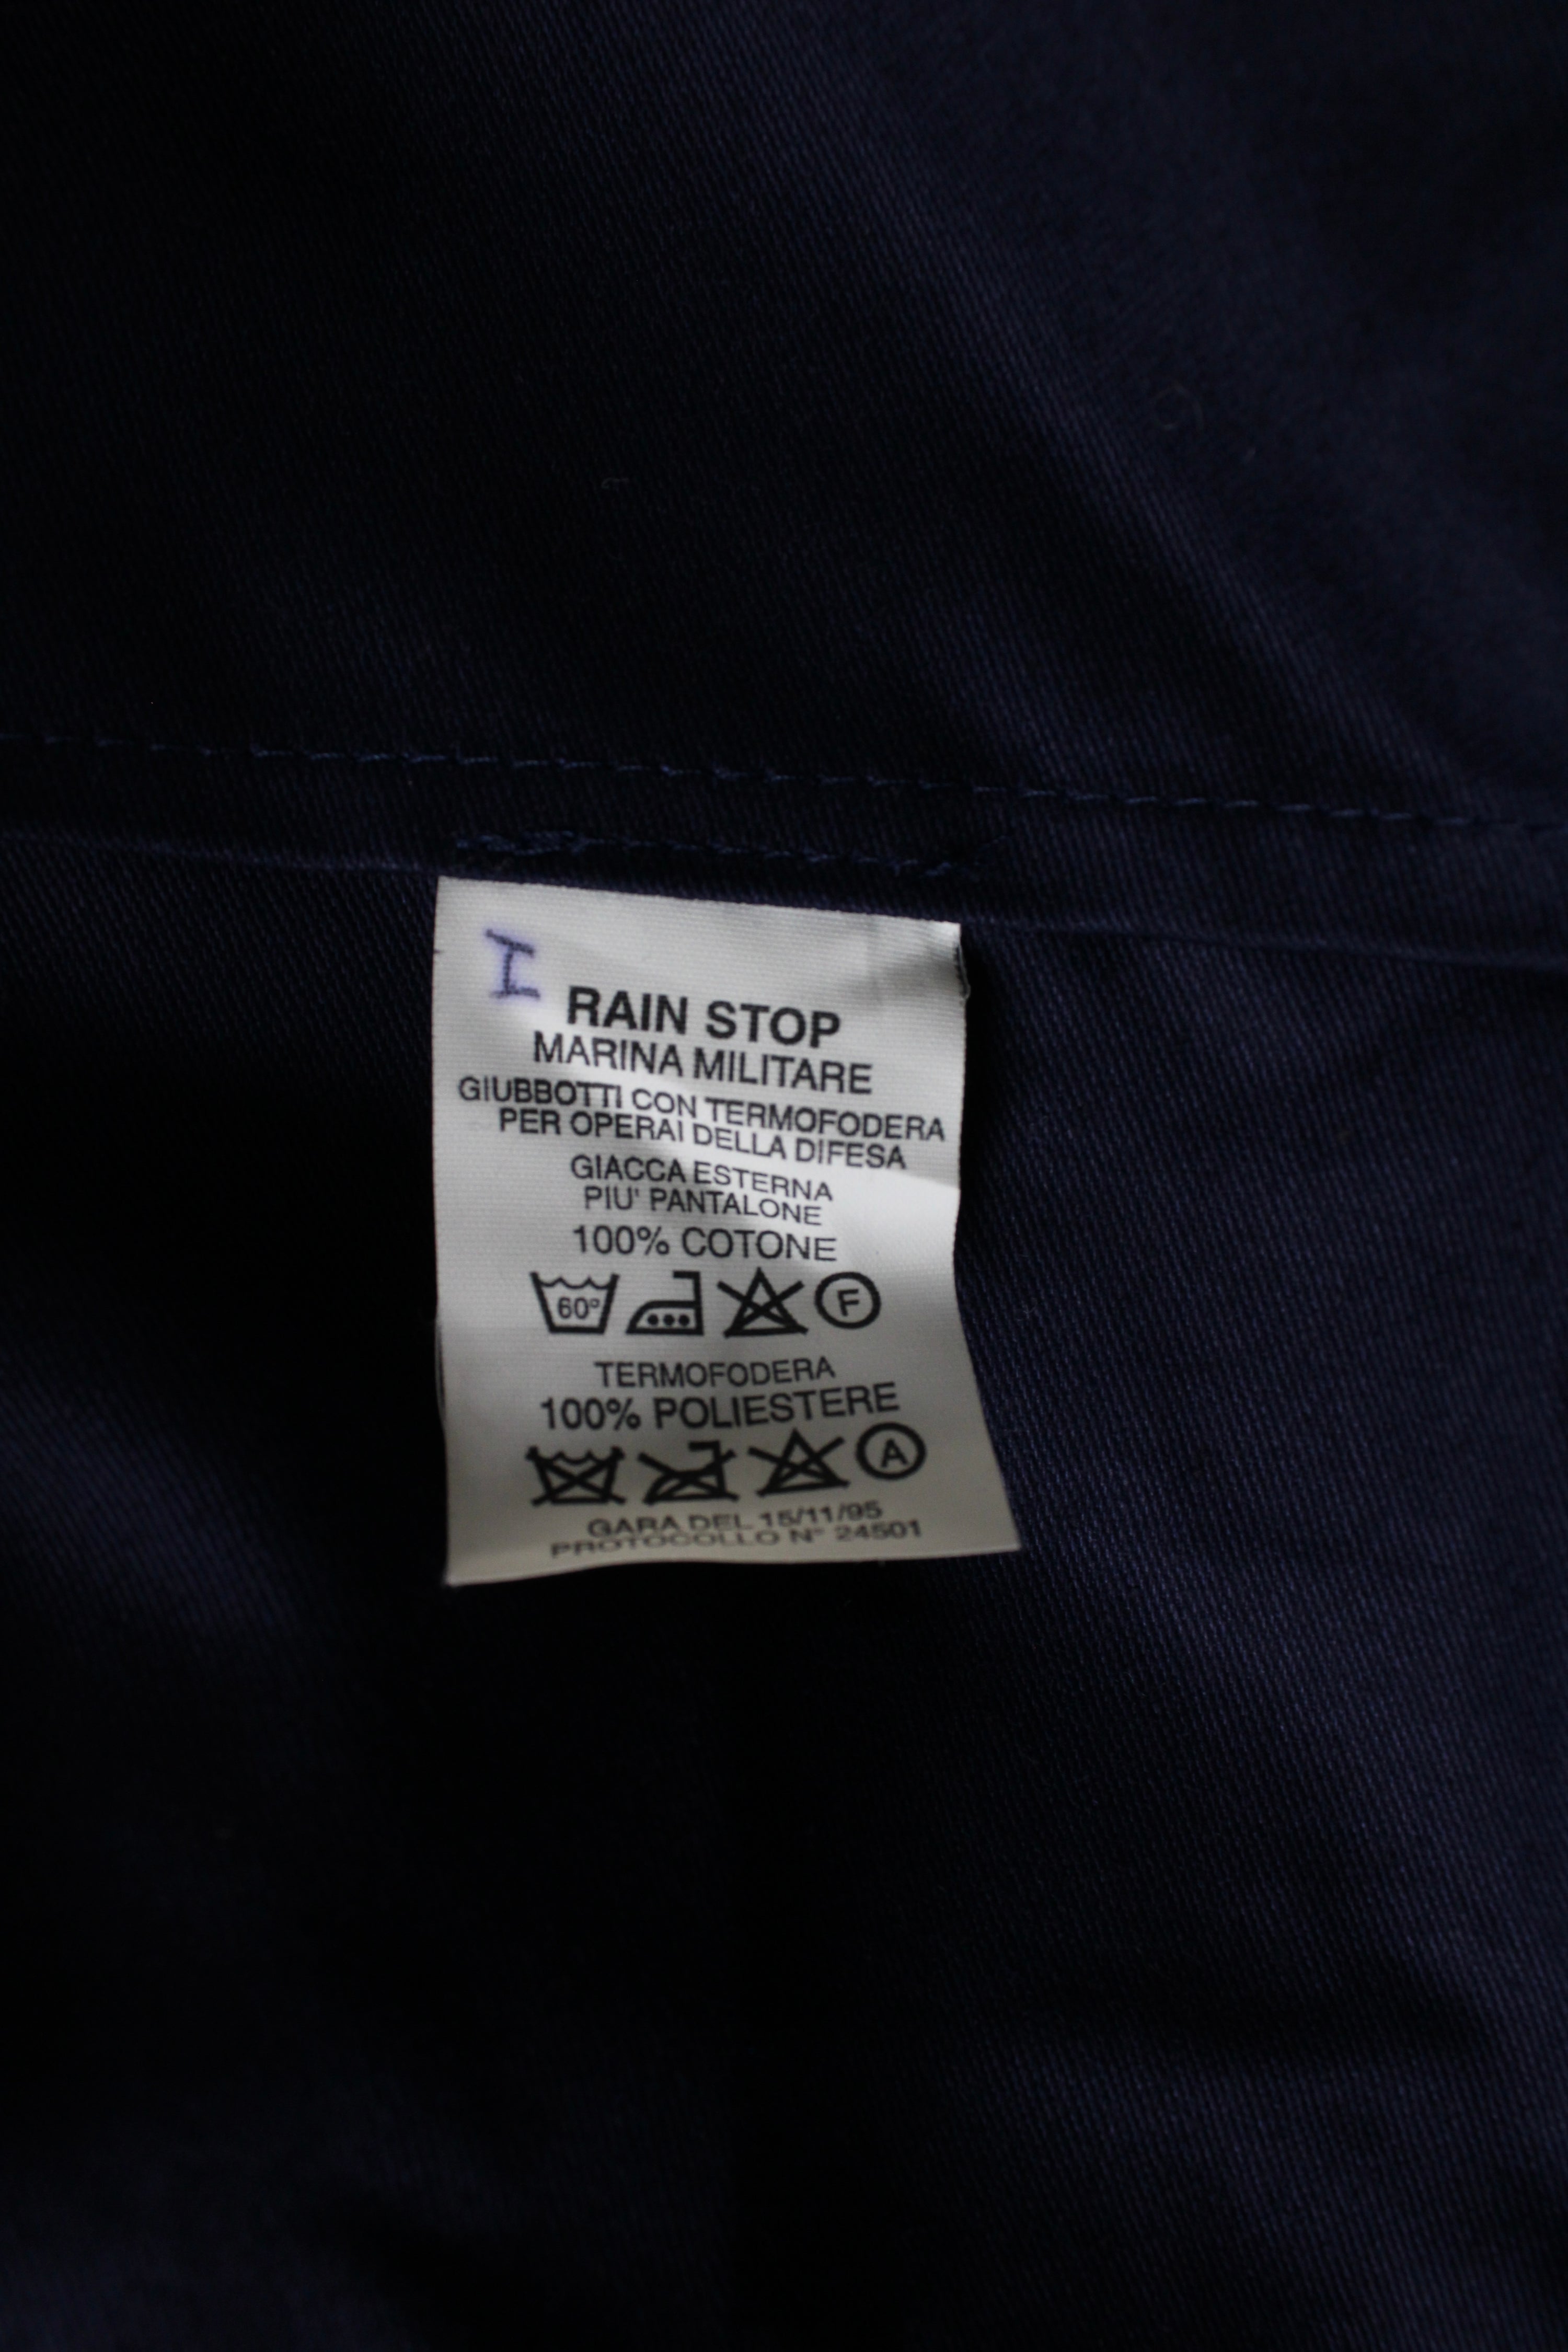 I
RAIN STOP
MARINA MILITARE
GIUBBOTTI CON TERMOFODERA
PER OPERAI DELLA DIFESA
GIACCA ESTERNA
PIU' PANTALONE
100% COTONE
60° F
TERMOFODERA
100% POLIESTERE
A
GARA DEL 15/11/95
PROTOCOLLO N° 24501